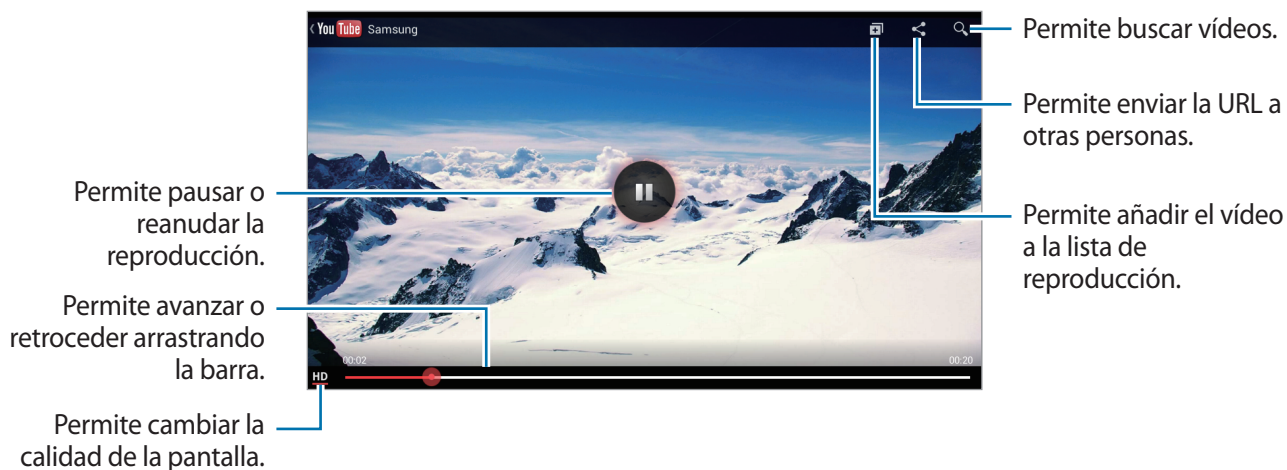 You Tube Samsung
Permite buscar vídeos.
Permite enviar la URL a
otras personas.
Permite pausar o
reanudar la
reproducción.
Permite añadir el vídeo
a la lista de
reproducción.
Permite avanzar o
retroceder arrastrando
la barra.
00:02
00:20
HD
Permite cambiar la
calidad de la pantalla.